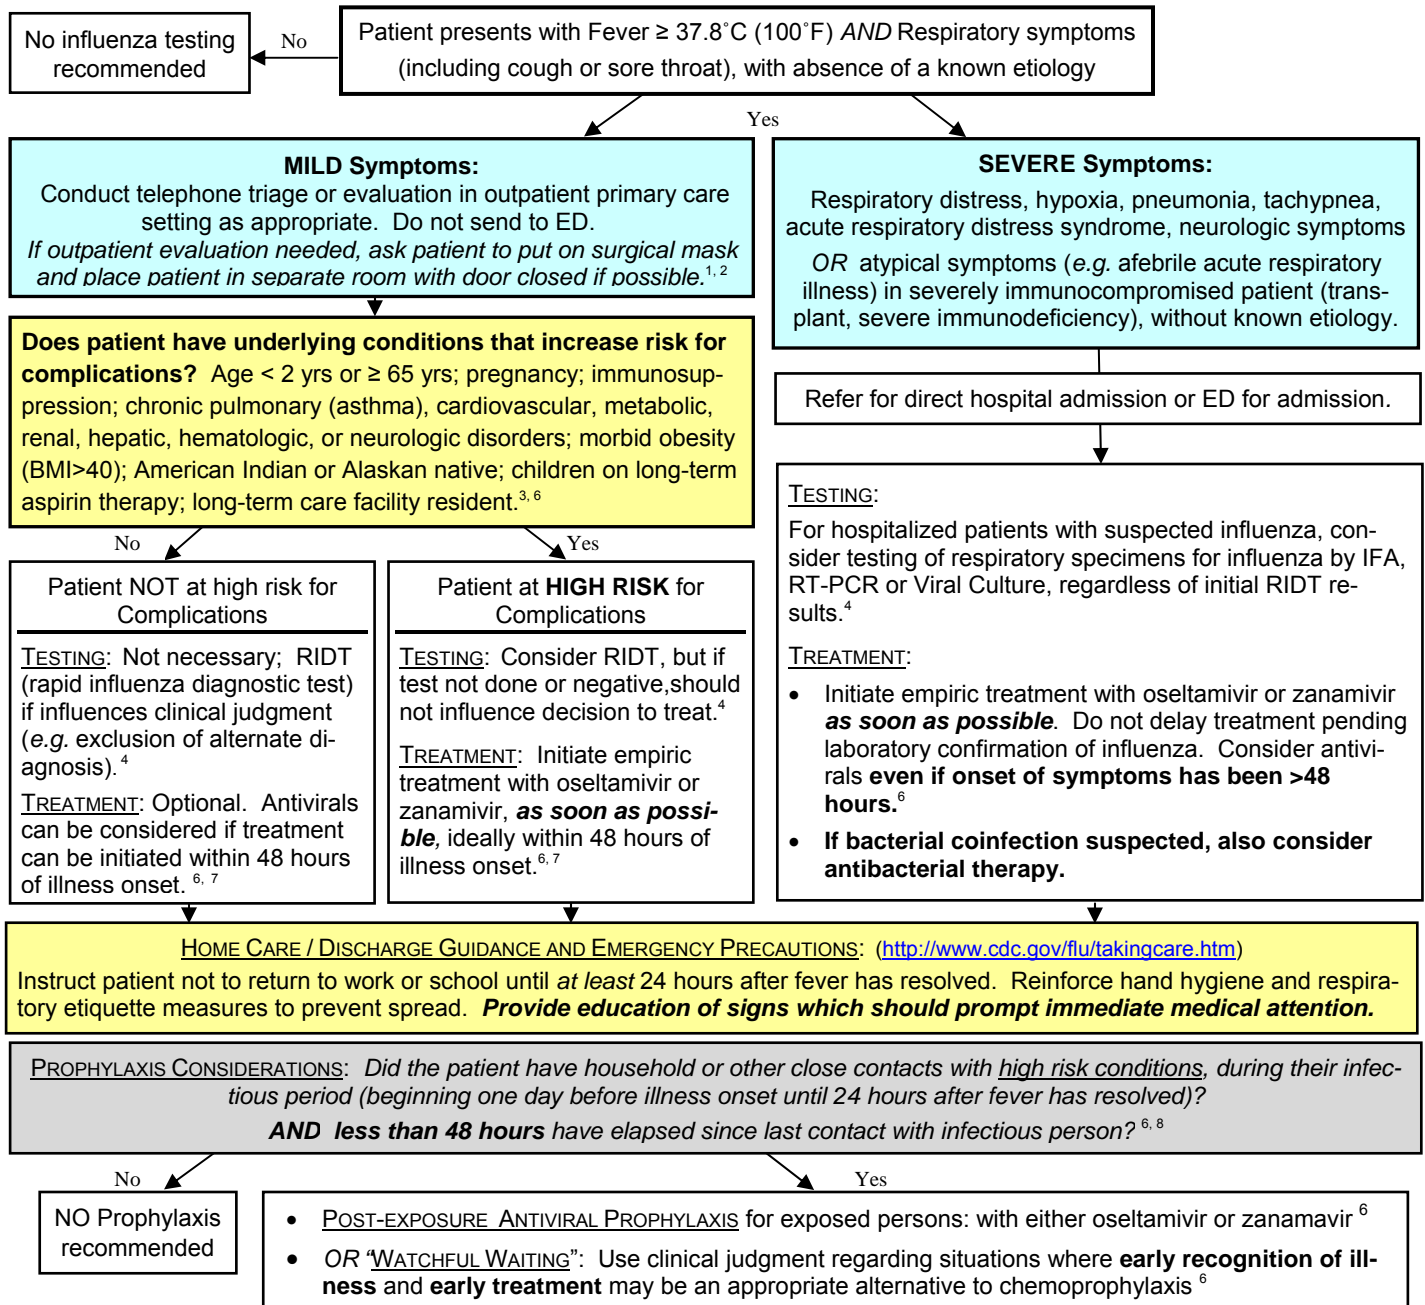 No influenza testing
recommended
No
Patient presents with Fever ≥ 37.8˚C (100˚F) AND Respiratory symptoms
(including cough or sore throat), with absence of a known etiology
Yes
MILD Symptoms:
Conduct telephone triage or evaluation in outpatient primary care
setting as appropriate. Do not send to ED.
If outpatient evaluation needed, ask patient to put on surgical mask
and place patient in separate room with door closed if possible.1, 2
SEVERE Symptoms:
Respiratory distress, hypoxia, pneumonia, tachypnea,
acute respiratory distress syndrome, neurologic symptoms
OR atypical symptoms (e.g. afebrile acute respiratory
illness) in severely immunocompromised patient (trans-
plant, severe immunodeficiency), without known etiology.
Does patient have underlying conditions that increase risk for
complications? Age < 2 yrs or ≥ 65 yrs; pregnancy; immunosup-
pression; chronic pulmonary (asthma), cardiovascular, metabolic,
renal, hepatic, hematologic, or neurologic disorders; morbid obesity
(BMI>40); American Indian or Alaskan native; children on long-term
aspirin therapy; long-term care facility resident.3, 6
Refer for direct hospital admission or ED for admission.
No
Yes
Patient NOT at high risk for
Complications
TESTING: Not necessary; RIDT
(rapid influenza diagnostic test)
if influences clinical judgment
(e.g. exclusion of alternate di-
agnosis). 4
TREATMENT: Optional. Antivirals
can be considered if treatment
can be initiated within 48 hours
of illness onset. 6, 7
Patient at HIGH RISK for
Complications
TESTING: Consider RIDT, but if
test not done or negative,should
not influence decision to treat.4
TREATMENT: Initiate empiric
treatment with oseltamivir or
zanamivir, as soon as possi-
ble, ideally within 48 hours of
illness onset.6, 7
TESTING:
For hospitalized patients with suspected influenza, con-
sider testing of respiratory specimens for influenza by IFA,
RT-PCR or Viral Culture, regardless of initial RIDT re-
sults.4
TREATMENT:
• Initiate empiric treatment with oseltamivir or zanamivir
as soon as possible. Do not delay treatment pending
laboratory confirmation of influenza. Consider antivi-
rals even if onset of symptoms has been >48
hours.6
• If bacterial coinfection suspected, also consider
antibacterial therapy.
HOME CARE / DISCHARGE GUIDANCE AND EMERGENCY PRECAUTIONS: (http://www.cdc.gov/flu/takingcare.htm)
Instruct patient not to return to work or school until at least 24 hours after fever has resolved. Reinforce hand hygiene and respira-
tory etiquette measures to prevent spread. Provide education of signs which should prompt immediate medical attention.
PROPHYLAXIS CONSIDERATIONS: Did the patient have household or other close contacts with high risk conditions, during their infec-
tious period (beginning one day before illness onset until 24 hours after fever has resolved)?
AND less than 48 hours have elapsed since last contact with infectious person? 6, 8
No
Yes
NO Prophylaxis
recommended
• POST-EXPOSURE ANTIVIRAL PROPHYLAXIS for exposed persons: with either oseltamivir or zanamavir 6
• OR "WATCHFUL WAITING": Use clinical judgment regarding situations where early recognition of ill-
ness and early treatment may be an appropriate alternative to chemoprophylaxis 6